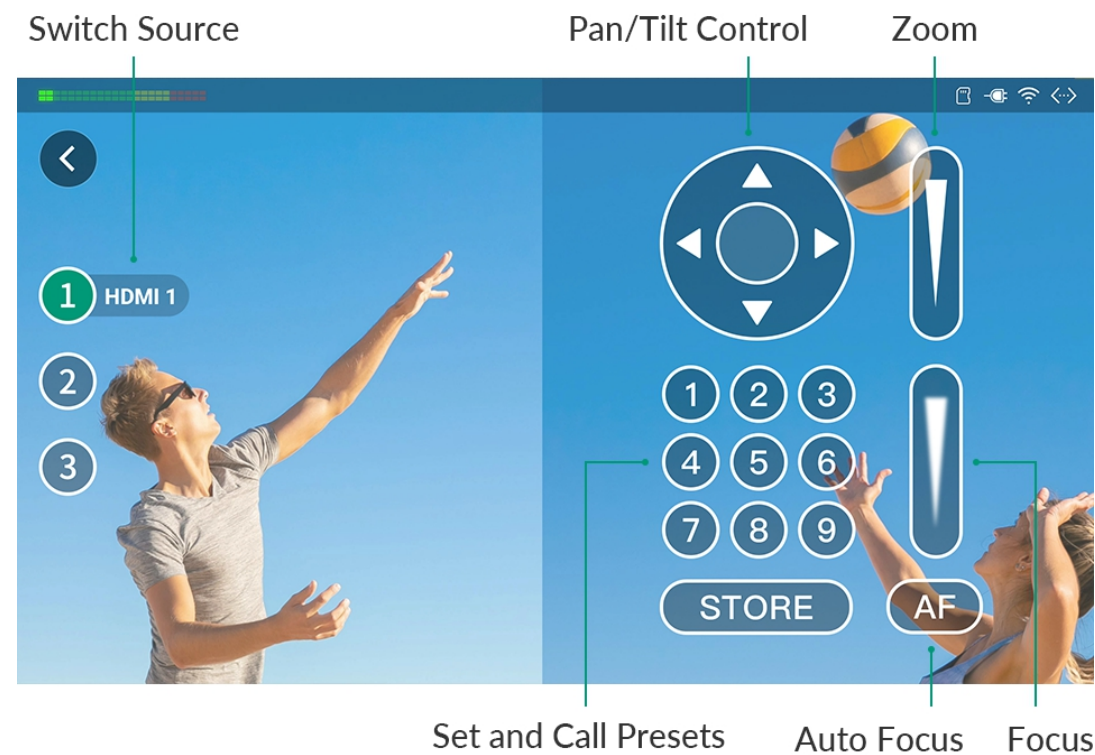 Switch Source
Pan/Tilt Control
Zoom
1 HDMI 1
2
3
1 2 3
4 5 6
7 8 9
STORE
AF
Set and Call Presets
Auto Focus
Focus